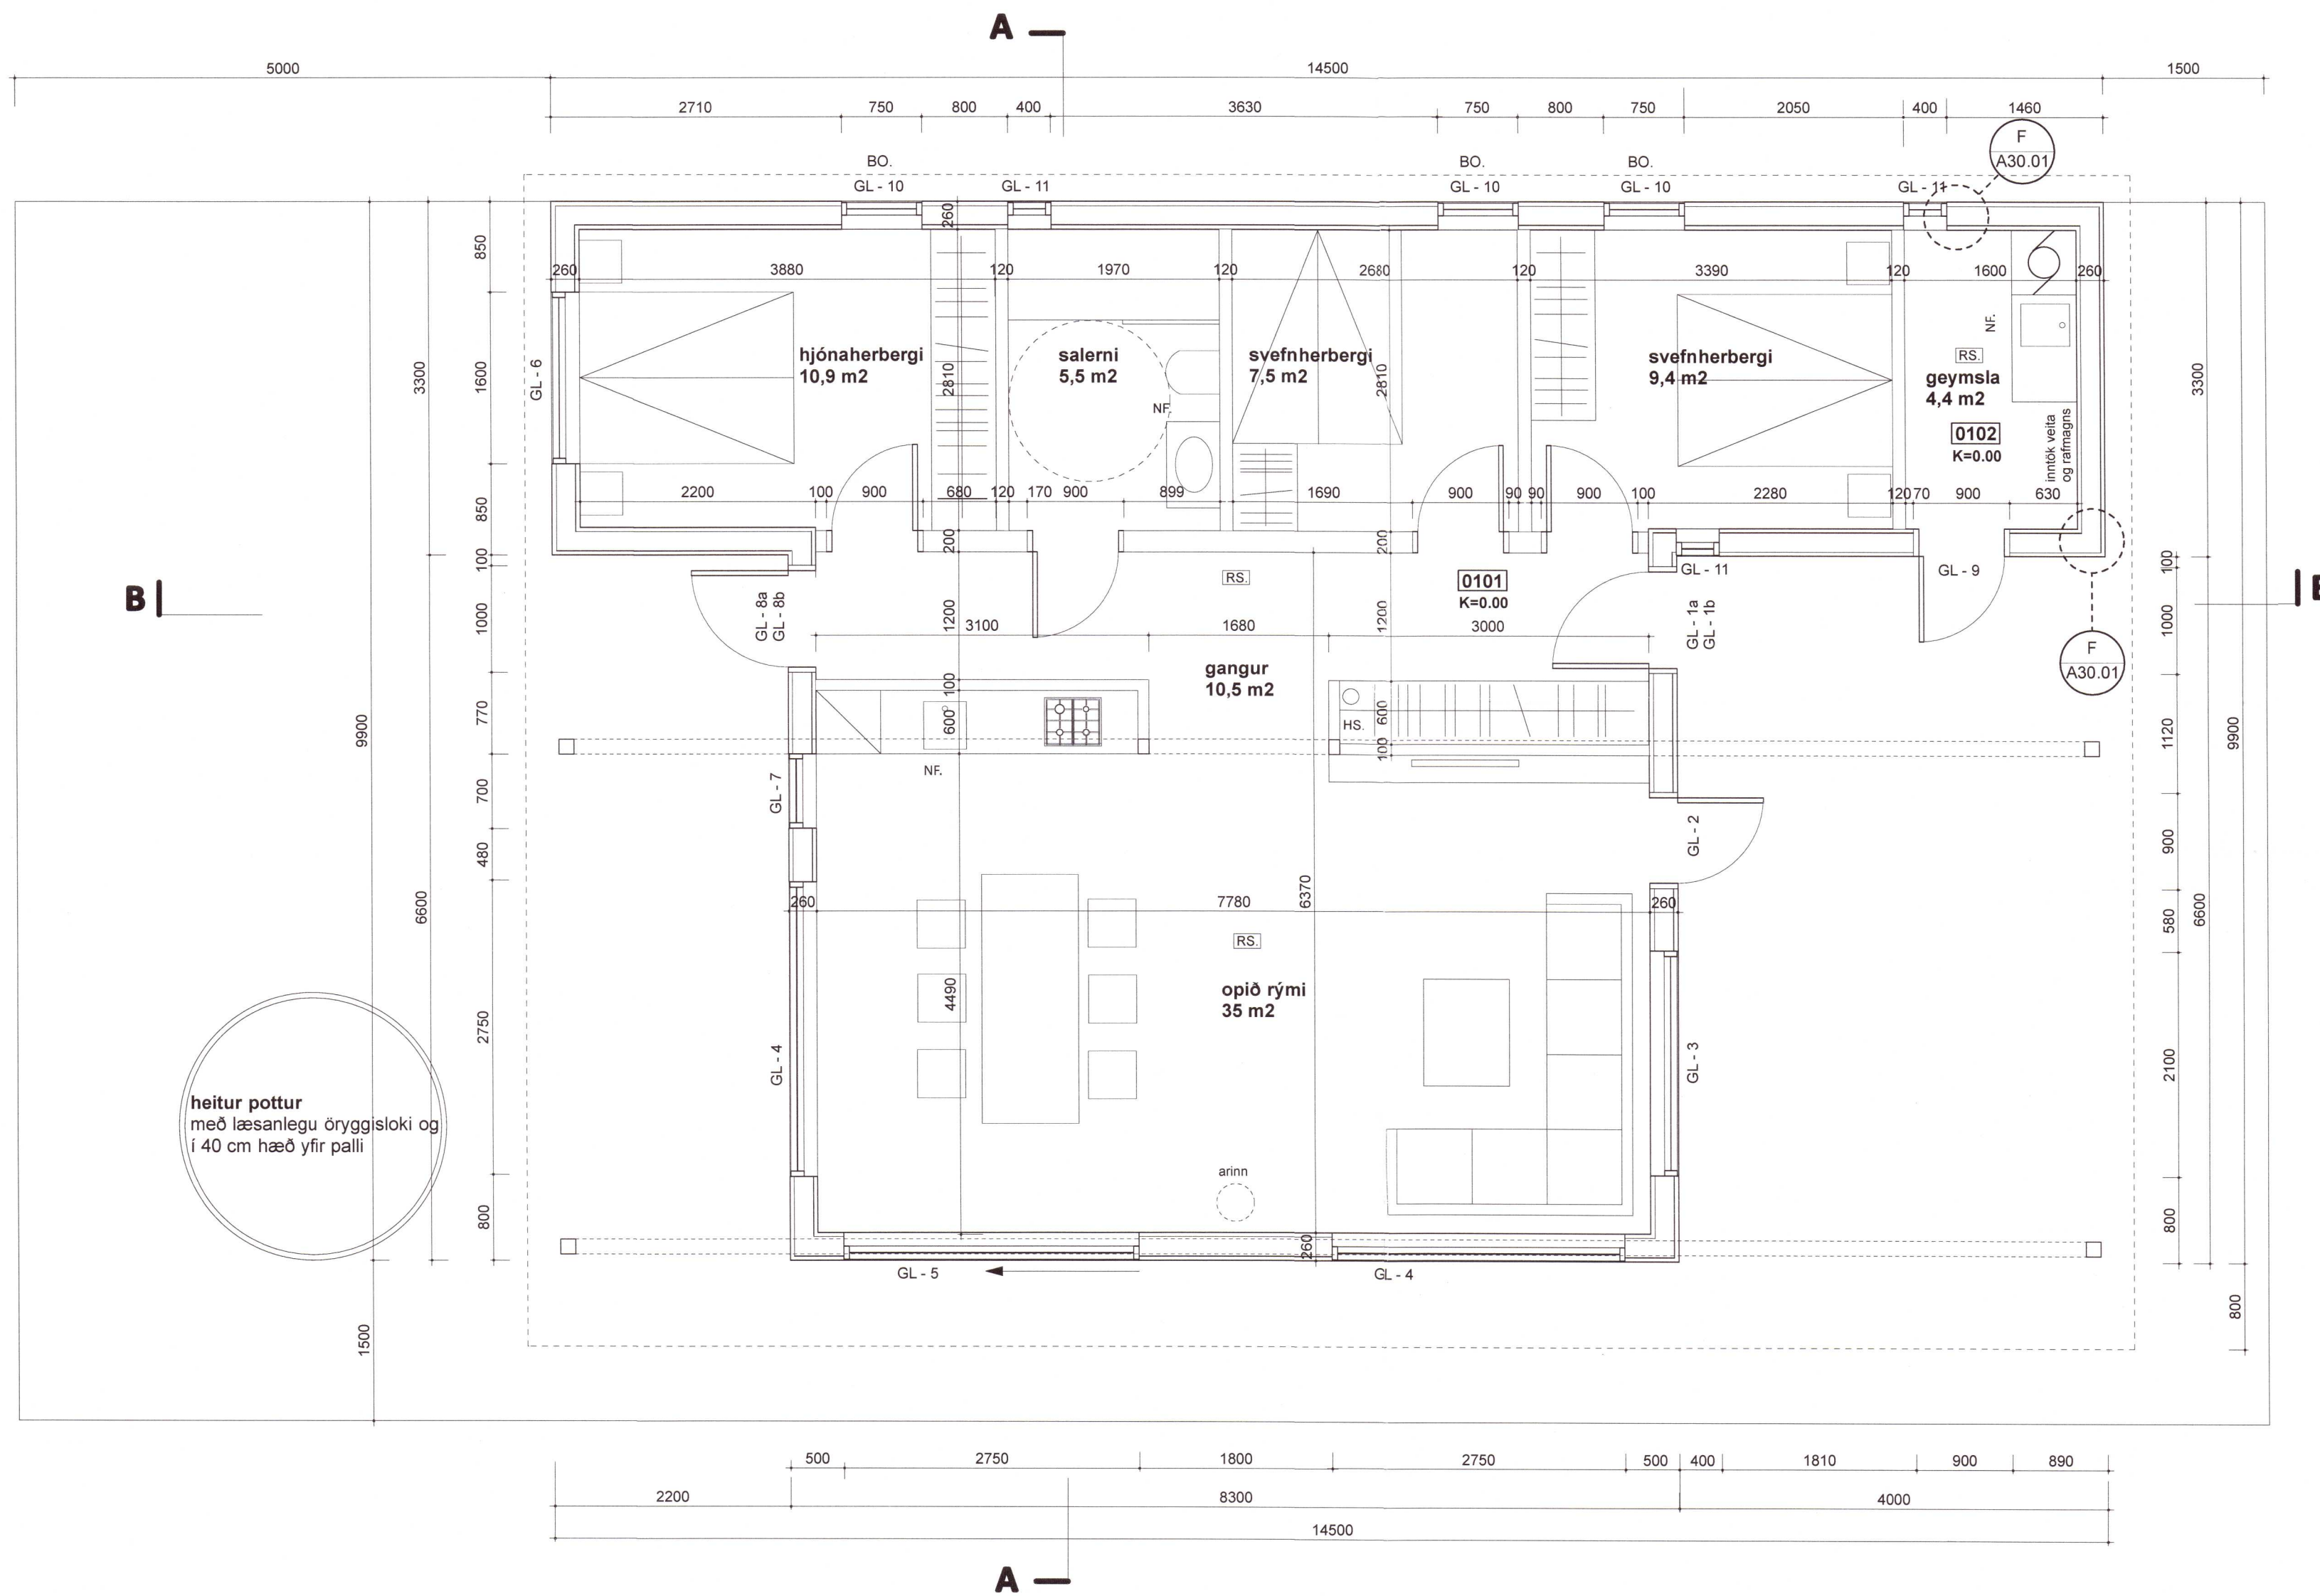 A
5000
14500
1500
2710
750
800
400
3630
750
800
750
2050
400
1460
F
A30.01
BO.
BO.
BO.
GL - 10
GL - 11
GL - 10
GL - 10
GL - 11
260
260
3880
120
1970
120
2680
120
3390
120
1600
260
850
1600
850
100
1000
770
700
480
2750
800
3300
6600
9900
1500
GL - 6
hjónaherbergi
10,9 m2
2810
salerni
5,5 m2
NF.
svefnherbergi
7,5 m2
2810
svefnherbergi
9,4 m2
NF.
RS.
geymsla
4,4 m2
0102
K=0.00
inntök veita
og rafmagns
2200
100
900
680
120
170
900
899
1690
900
90
90
900
100
2280
120
70
900
630
200
200
B
GL - 8a
GL - 8b
1200
3100
RS.
1680
0101
K=0.00
1200
3000
GL - 11
GL - 1a
GL - 1b
GL - 9
F
A30.01
B
gangur
10,5 m2
100
600
NF.
HS.
600
100
GL - 7
GL - 2
260
7780
6370
260
RS.
opið rými
35 m2
4490
GL - 4
GL - 3
heitur pottur
með læsanlegu öryggisloki og
í 40 cm hæð yfir palli
arinn
260
GL - 5
GL - 4
3300
100
1000
1120
900
580
2100
800
6600
9900
800
500
2750
1800
2750
500
400
1810
900
890
2200
8300
4000
14500
A